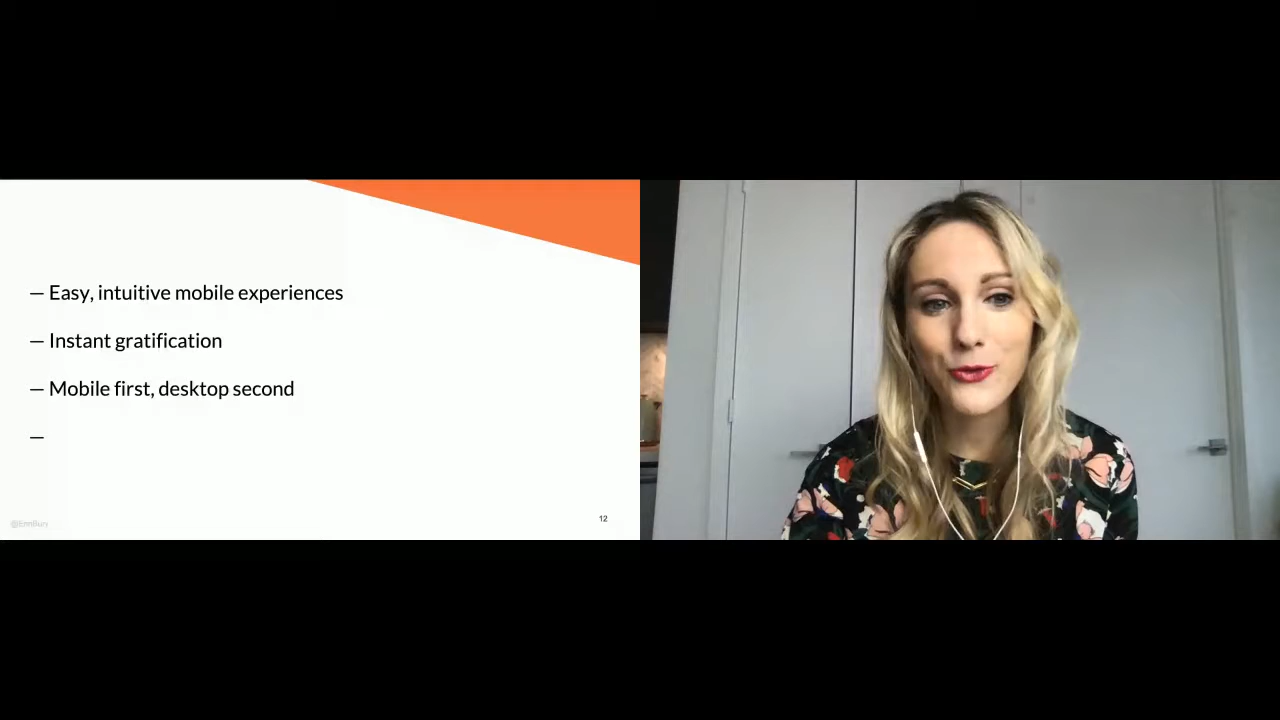 — Easy, intuitive mobile experiences
— Instant gratification
— Mobile first, desktop second
—
12